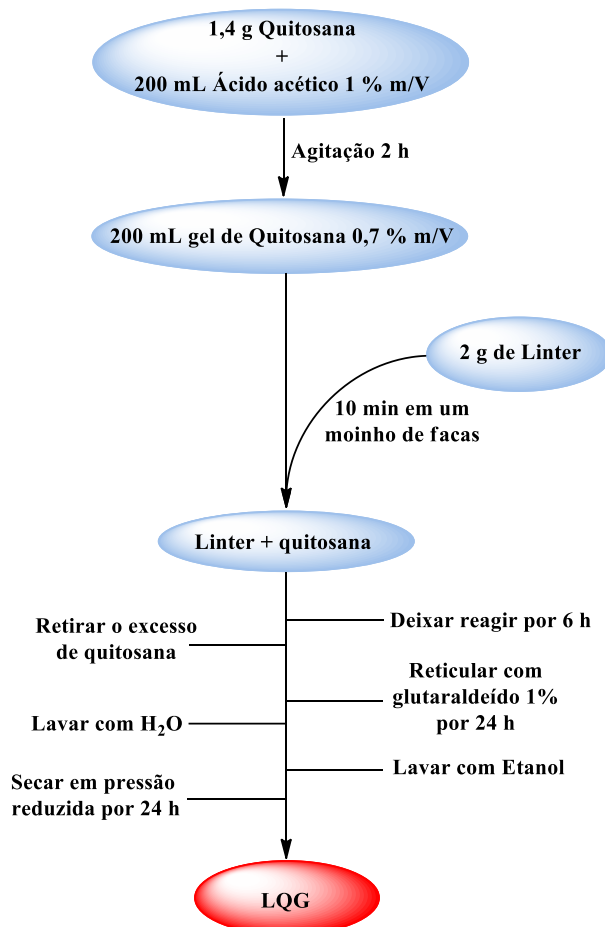 1,4 g Quitosana
+
200 mL Ácido acético 1 % m/V
Agitação 2 h
200 mL gel de Quitosana 0,7 % m/V
2 g de Linter
10 min em um
moinho de facas
Linter + quitosana
Deixar reagir por 6 h
Retirar o excesso
de quitosana
Reticular com
glutaraldeído 1%
por 24 h
Lavar com H₂O
Lavar com Etanol
Secar em pressão
reduzida por 24 h
LQG